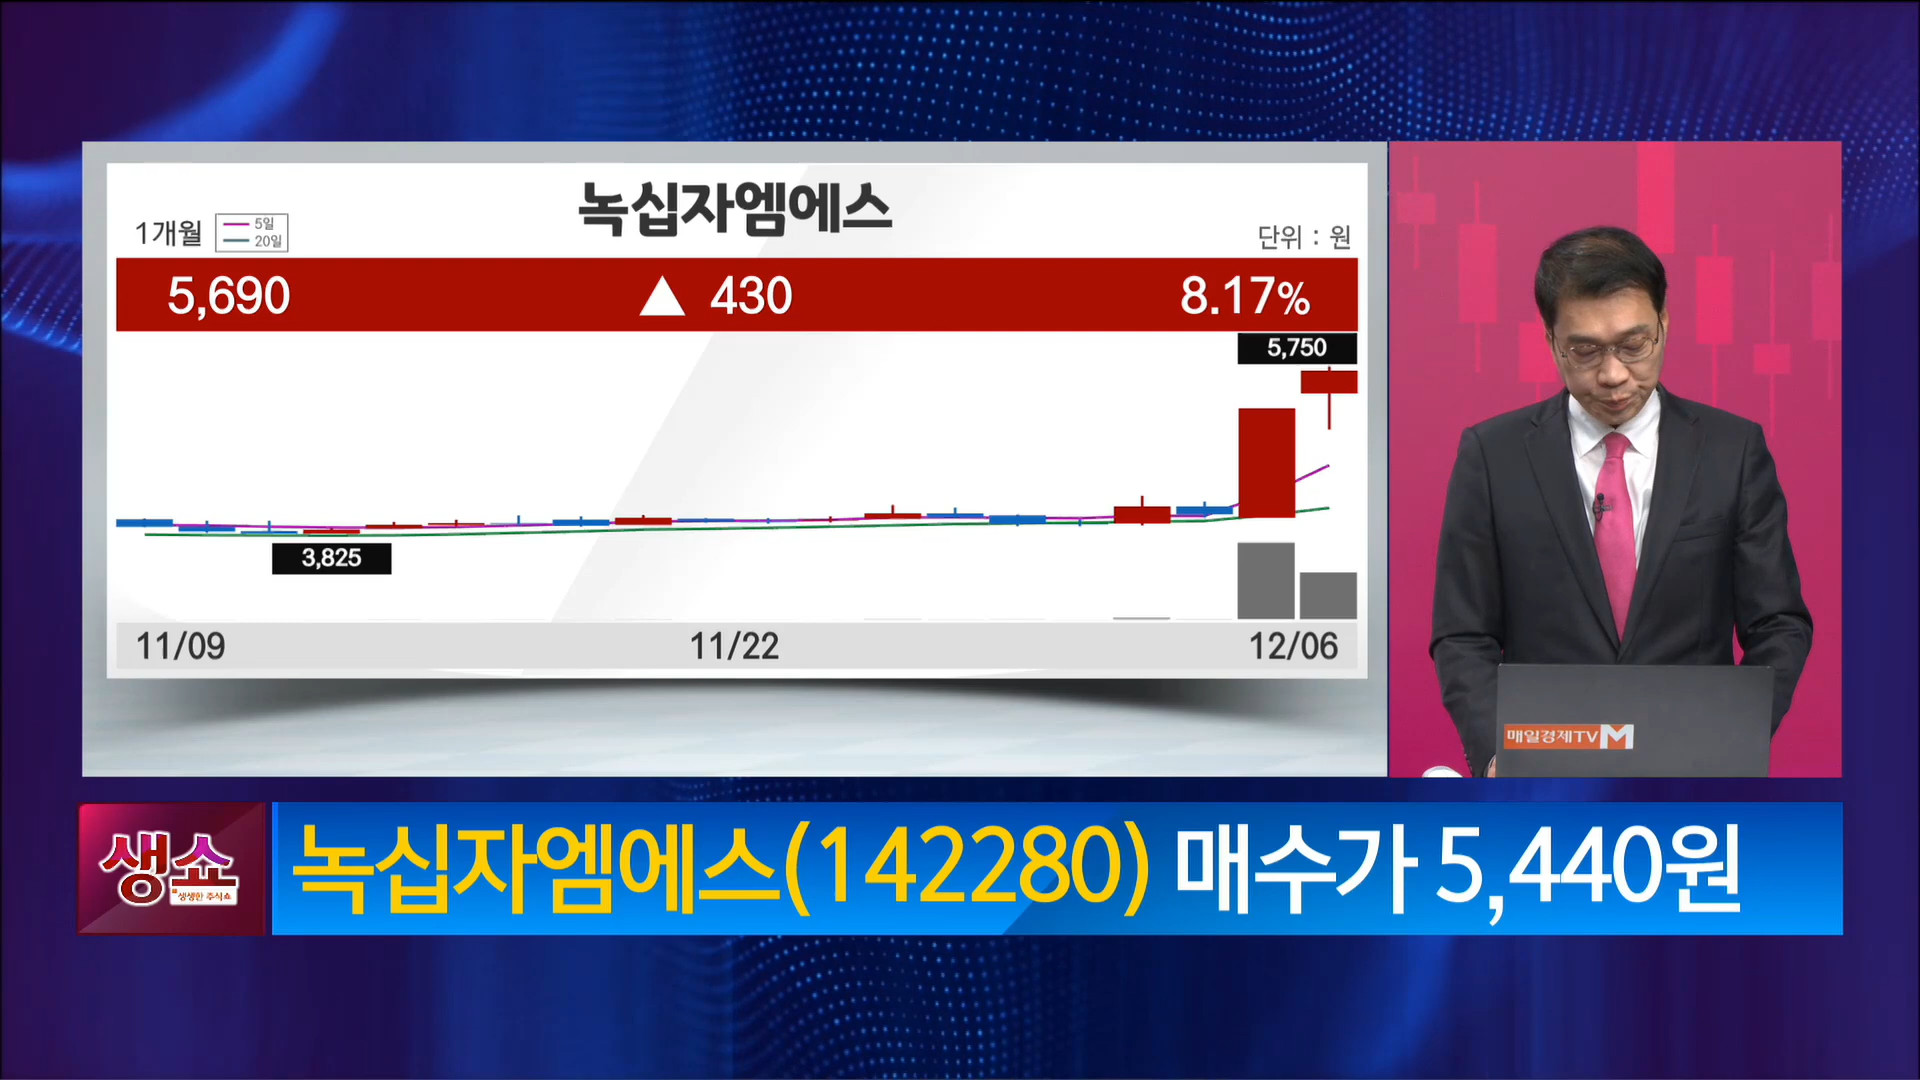 녹십자엠에스
1개월
5일
20일
단위 : 원
5,690 ▲ 430 8.17%
5,750
3,825
11/09 11/22 12/06
매일경제TV M
생쇼
생생한 주식쇼
녹십자엠에스(142280) 매수가 5,440원